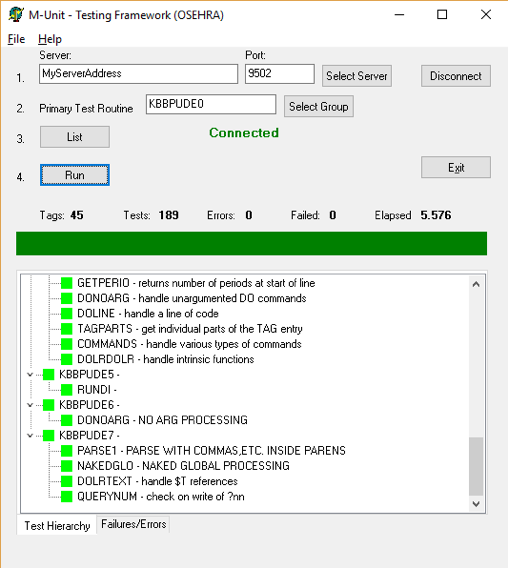 M-Unit - Testing Framework (OSEHRA)
File Help
Server: Port:
1. MyServerAddress 9502 Select Server Disconnect
2. Primary Test Routine KBBPUDE0 Select Group
3. List Connected
4. Run Exit
Tags: 45 Tests: 189 Errors: 0 Failed: 0 Elapsed 5.576
GETPERIO - returns number of periods at start of line
DONOARG - handle unargumented DO commands
DOLINE - handle a line of code
TAGPARTS - get individual parts of the TAG entry
COMMANDS - handle various types of commands
DOLRDOLR - handle intrinsic functions
KBBPUDE5 -
RUNDI -
KBBPUDE6 -
DONOARG - NO ARG PROCESSING
KBBPUDE7 -
PARSE1 - PARSE WITH COMMAS,ETC. INSIDE PARENS
NAKEDGLO - NAKED GLOBAL PROCESSING
DOLRTEXT - handle $T references
QUERYNUM - check on write of ?nn
Test Hierarchy Failures/Errors